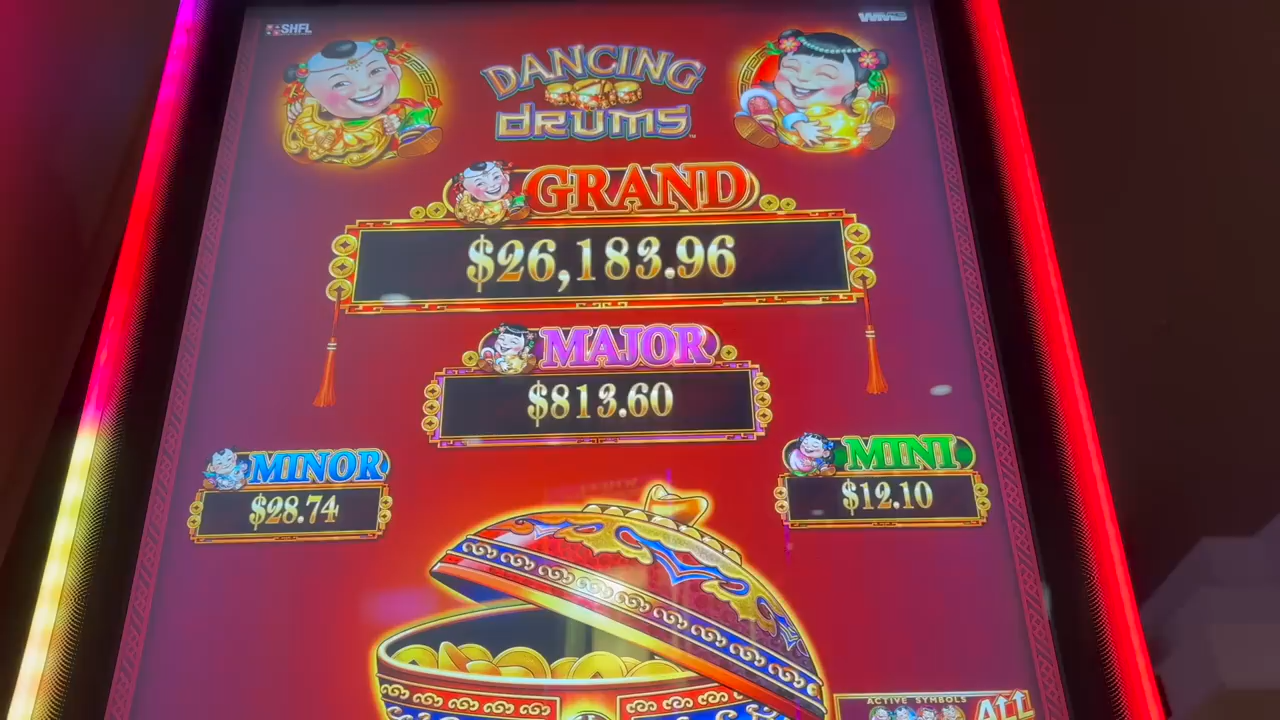 SHFL
WMS
DANCING
DRUMS™
GRAND
$26,183.96
MAJOR
$813.60
MINOR
$28.74
MINI
$12.10
ACTIVE SYMBOLS
ALL